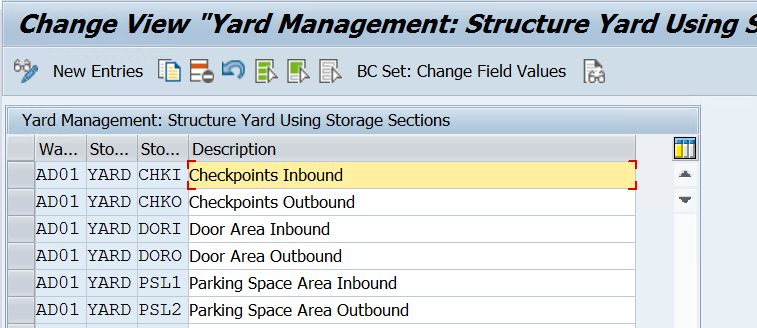 Change View "Yard Management: Structure Yard Using S
New Entries BC Set: Change Field Values
Yard Management: Structure Yard Using Storage Sections
Wa... Sto... Sto... Description
AD01 YARD CHKI Checkpoints Inbound
AD01 YARD CHKO Checkpoints Outbound
AD01 YARD DORI Door Area Inbound
AD01 YARD DORO Door Area Outbound
AD01 YARD PSL1 Parking Space Area Inbound
AD01 YARD PSL2 Parking Space Area Outbound